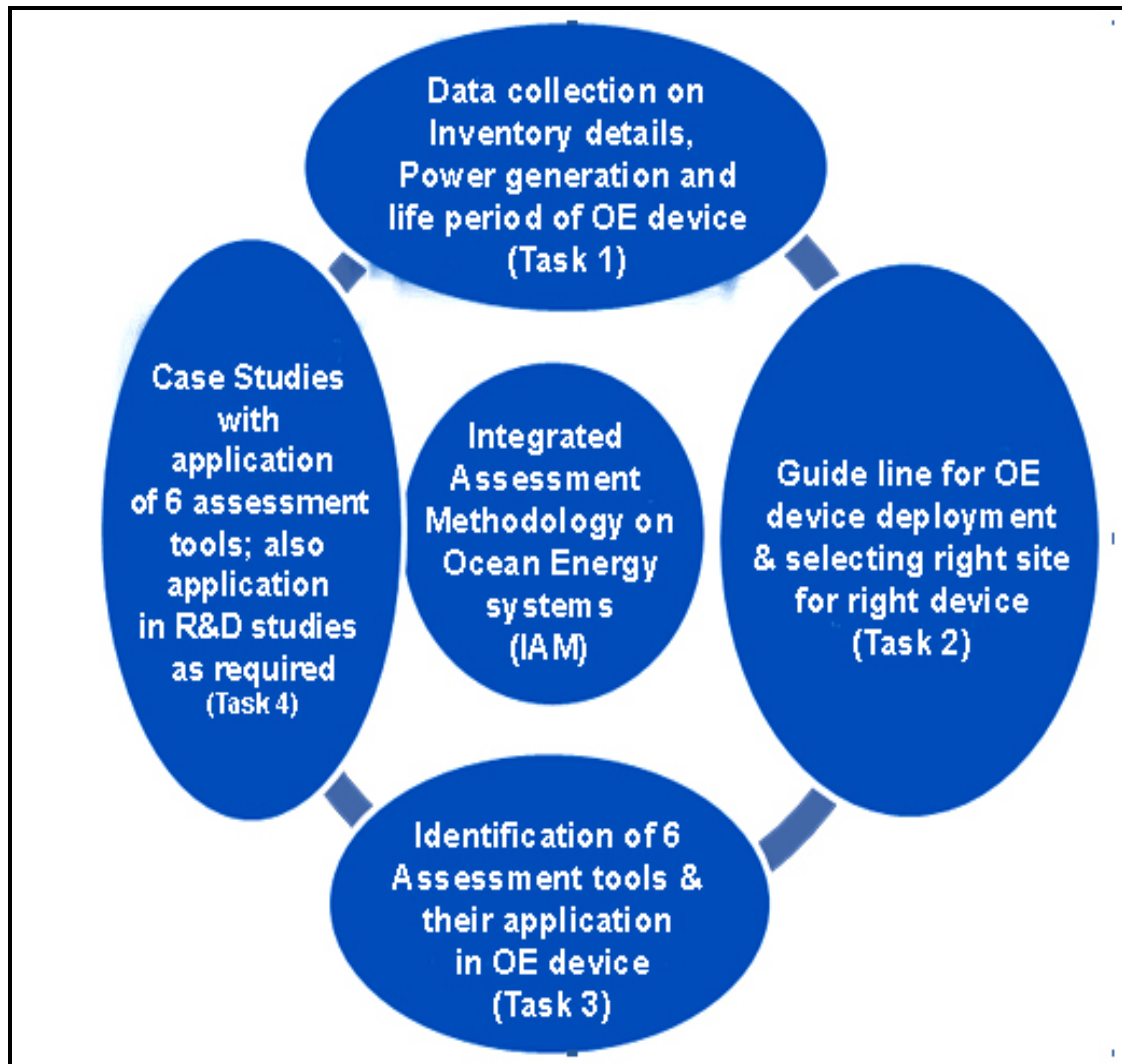 Data collection on
Inventory details,
Power generation and
life period of OE device
(Task 1)
Case Studies
with
application
of 6 assessment
tools; also
application
in R&D studies
as required
(Task 4)
Integrated
Assessment
Methodology on
Ocean Energy
systems
(IAM)
Guide line for OE
device deployment
& selecting right site
for right device
(Task 2)
Identification of 6
Assessment tools &
their application
in OE device
(Task 3)